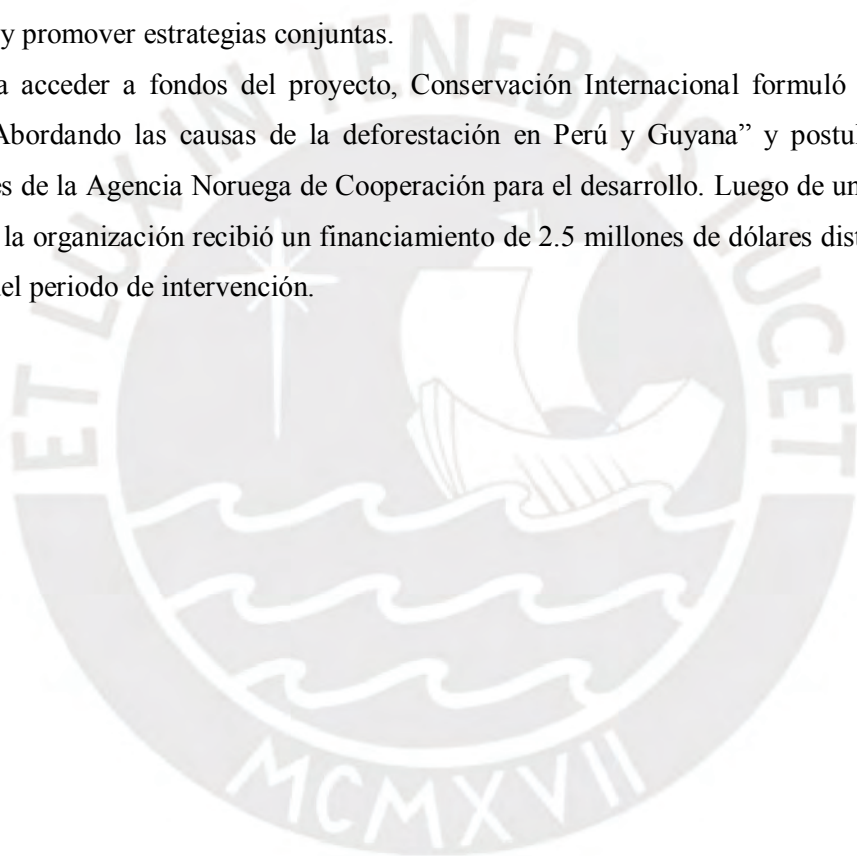 y promover estrategias conjuntas.
a acceder a fondos del proyecto, Conservación Internacional formuló
Abordando las causas de la deforestación en Perú y Guyana” y postul
es de la Agencia Noruega de Cooperación para el desarrollo. Luego de un
la organización recibió un financiamiento de 2.5 millones de dólares dist
el periodo de intervención.
ET LUX IN TENEBRIS LUCET
MCMXVII